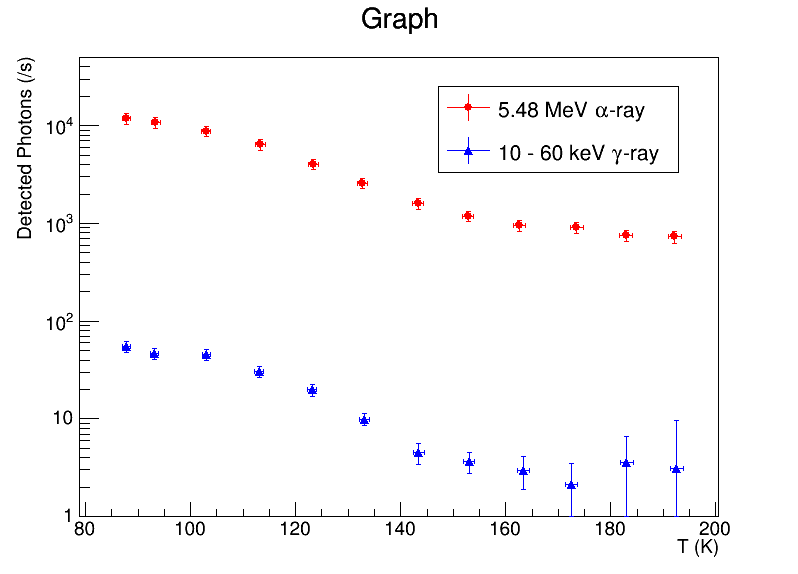 Graph
Detected Photons (/s)
5.48 MeV α-ray
10 - 60 keV γ-ray
10⁴
10³
10²
10
1
80 100 120 140 160 180 200
T (K)